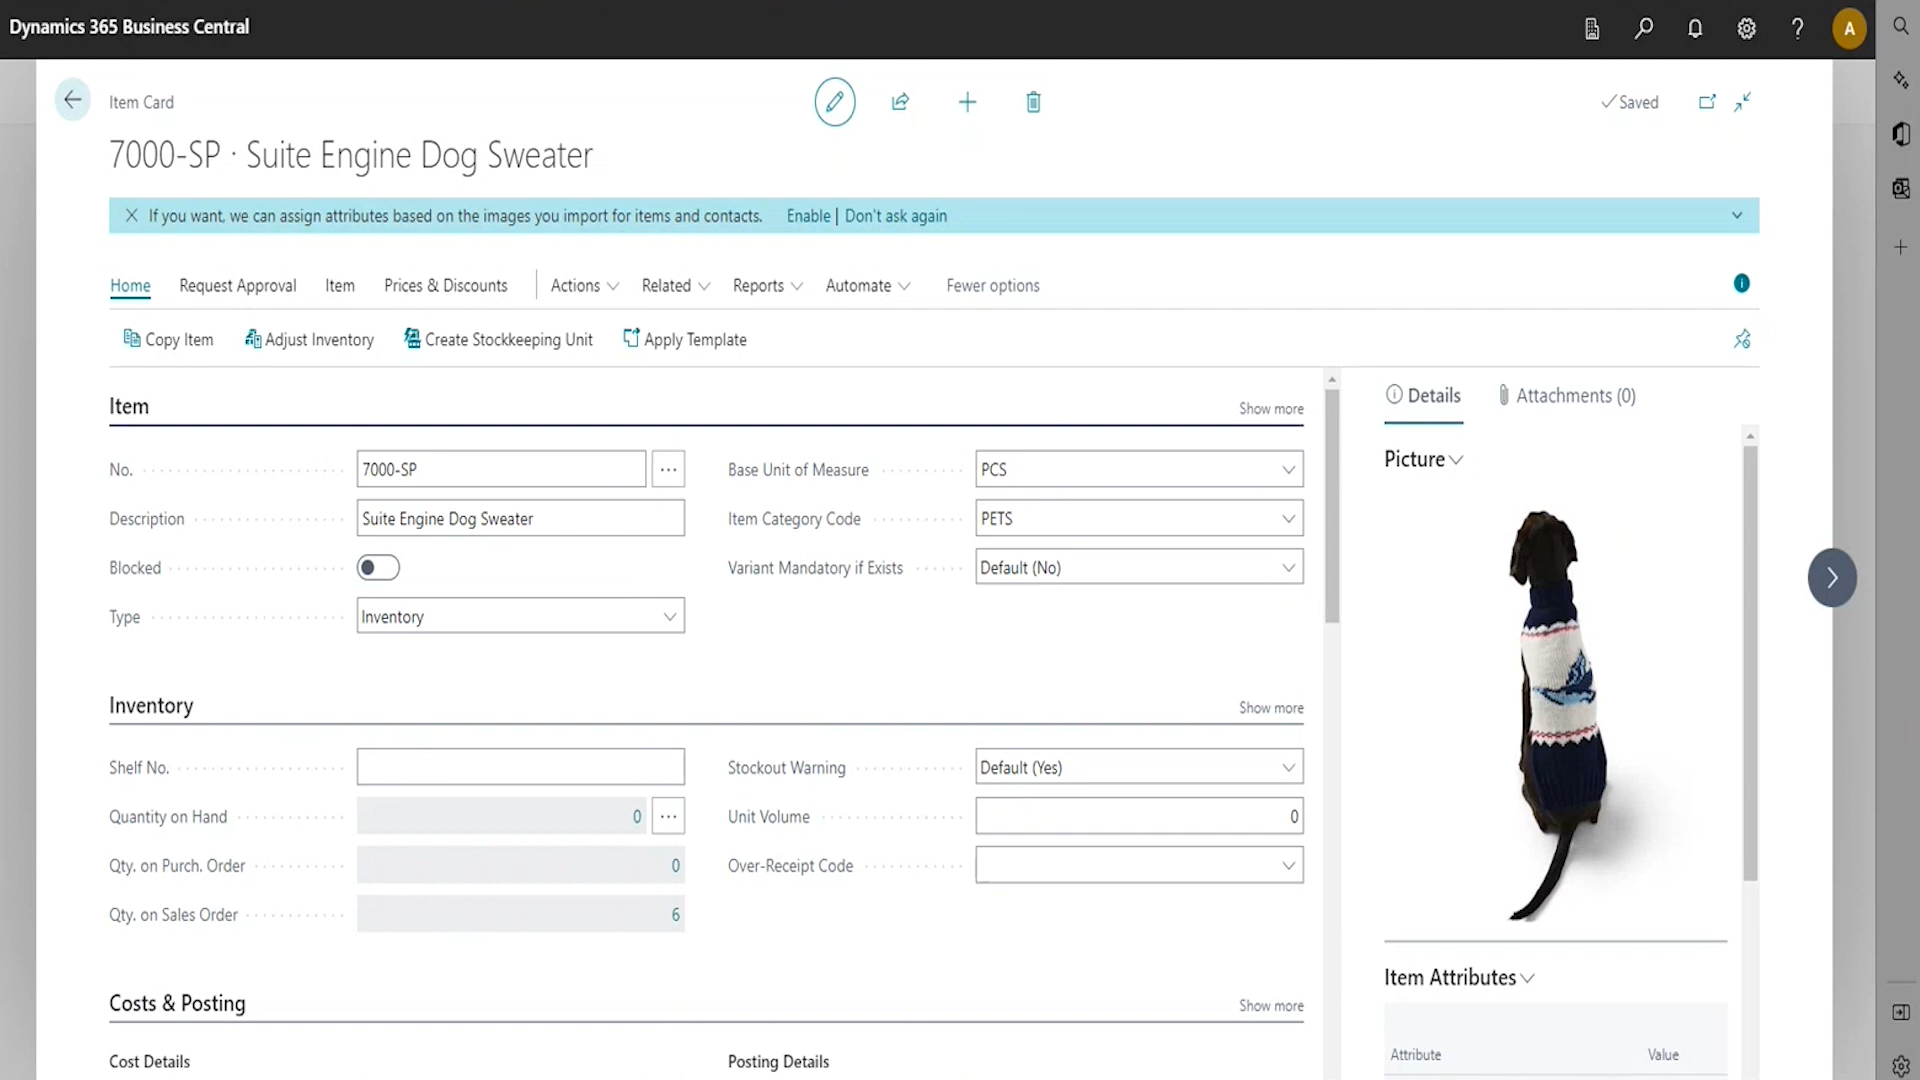 Dynamics 365 Business Central
A
Item Card
Saved
7000-SP · Suite Engine Dog Sweater
If you want, we can assign attributes based on the images you import for items and contacts. Enable | Don't ask again
Home Request Approval Item Prices & Discounts Actions Related Reports Automate Fewer options
Copy Item Adjust Inventory Create Stockkeeping Unit Apply Template
Item Show more
No. 7000-SP
Description Suite Engine Dog Sweater
Blocked
Type Inventory
Base Unit of Measure PCS
Item Category Code PETS
Variant Mandatory if Exists Default (No)
Inventory Show more
Shelf No.
Quantity on Hand 0
Qty. on Purch. Order 0
Qty. on Sales Order 6
Stockout Warning Default (Yes)
Unit Volume 0
Over-Receipt Code
Costs & Posting Show more
Cost Details Posting Details
Details Attachments (0)
Picture
Item Attributes
Attribute Value